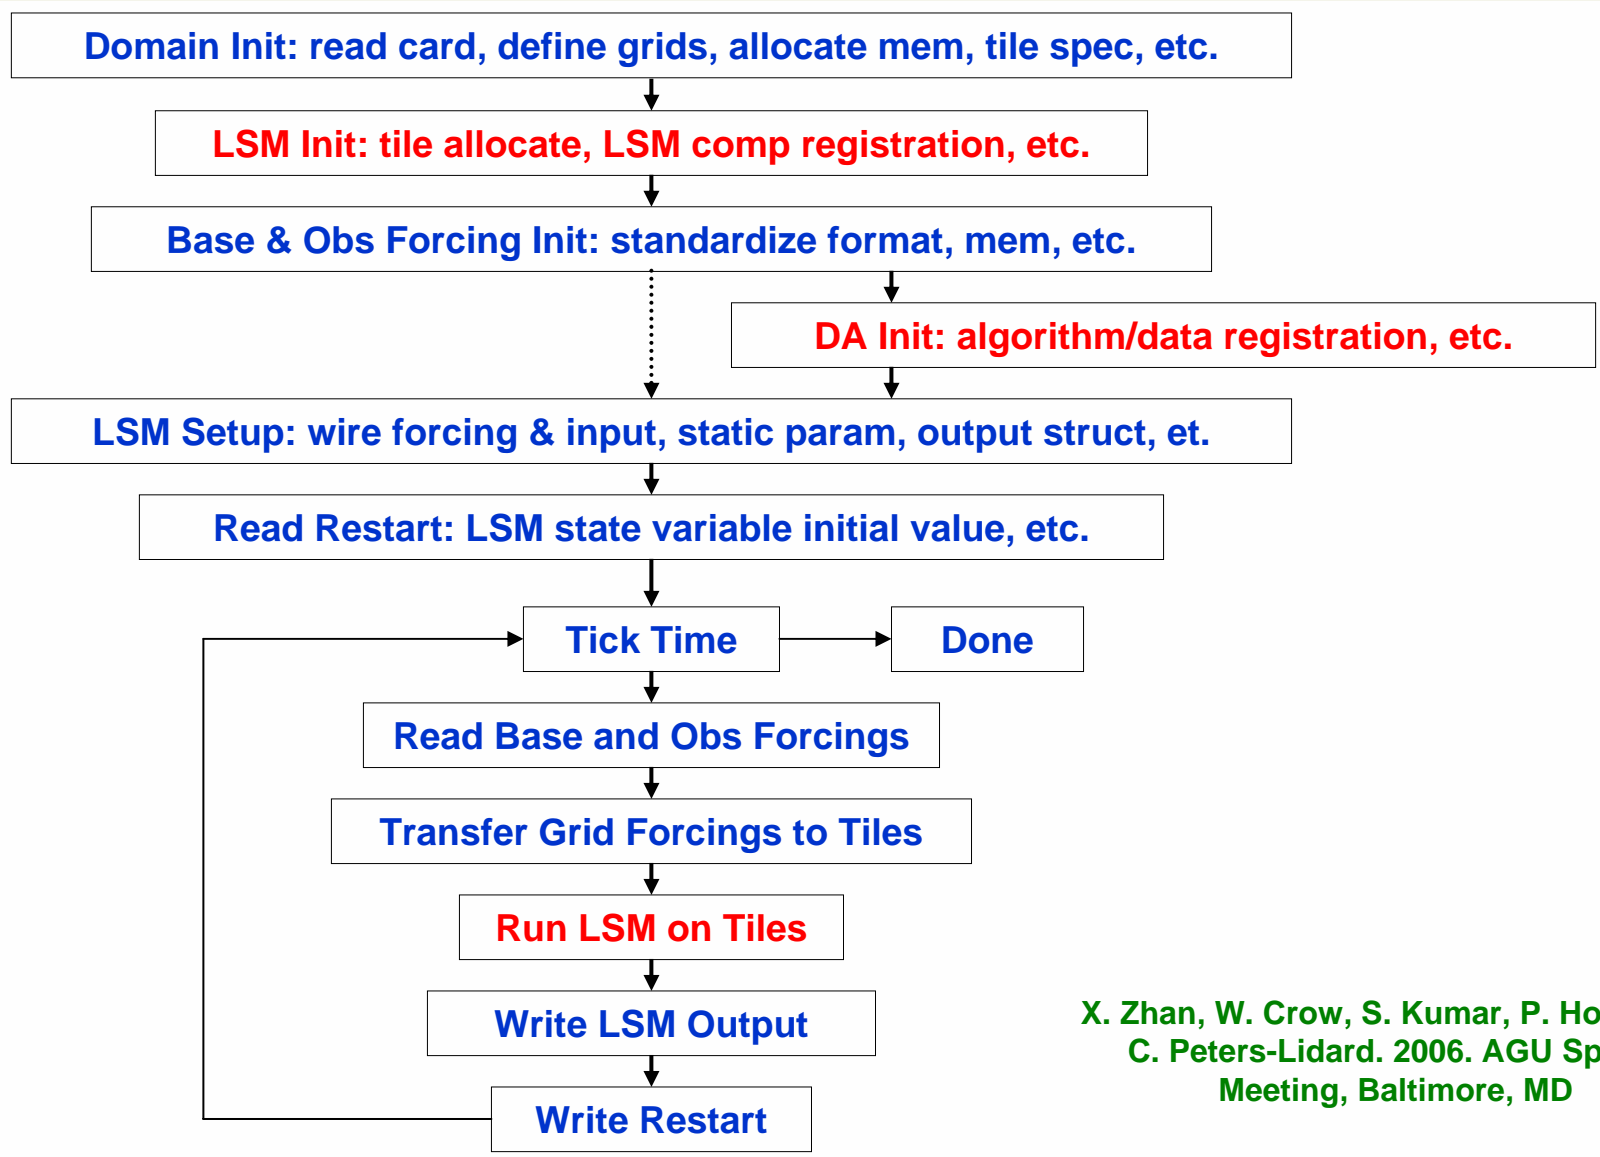 Domain Init: read card, define grids, allocate mem, tile spec, etc.
LSM Init: tile allocate, LSM comp registration, etc.
Base & Obs Forcing Init: standardize format, mem, etc.
DA Init: algorithm/data registration, etc.
LSM Setup: wire forcing & input, static param, output struct, et.
Read Restart: LSM state variable initial value, etc.
Tick Time
Done
Read Base and Obs Forcings
Transfer Grid Forcings to Tiles
Run LSM on Tiles
Write LSM Output
Write Restart
X. Zhan, W. Crow, S. Kumar, P.
C. Peters-Lidard. 2006. AGU
Meeting, Baltimore, MD